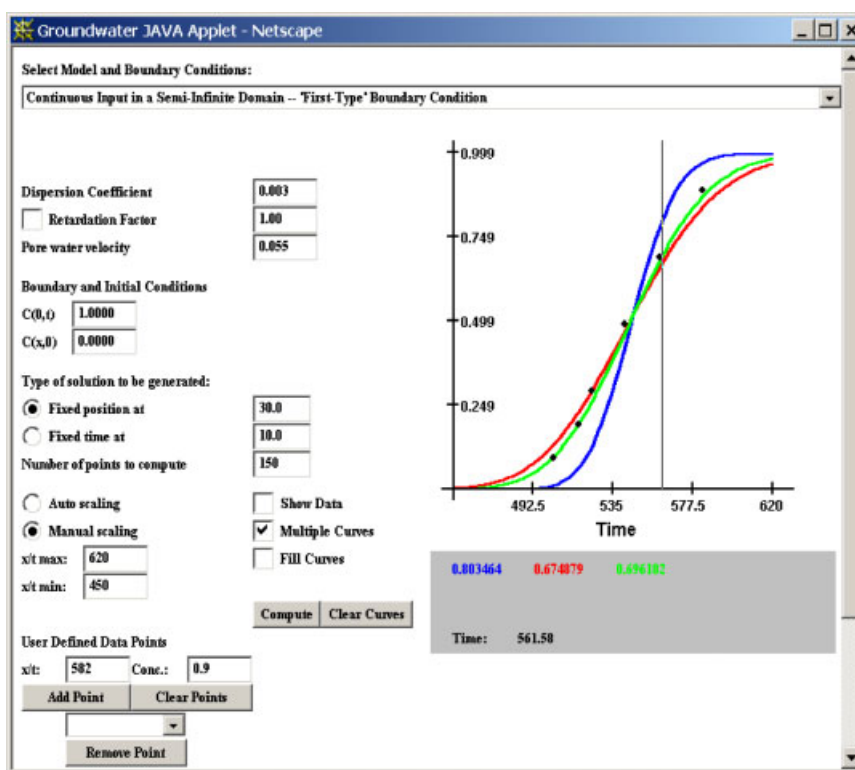 Groundwater JAVA Applet - Netscape
Select Model and Boundary Conditions:
Continuous Input in a Semi-Infinite Domain -- 'First-Type' Boundary Condition
Dispersion Coefficient 0.003
Retardation Factor 1.00
Pore water velocity 0.055
Boundary and Initial Conditions
C(0,t) 1.0000
C(x,0) 0.0000
Type of solution to be generated:
Fixed position at 30.0
Fixed time at 10.0
Number of points to compute 150
Auto scaling Show Data
Manual scaling Multiple Curves
x/t max: 620 Fill Curves
x/t min: 450
Compute Clear Curves
User Defined Data Points
x/t: 582 Conc.: 0.9
Add Point Clear Points
Remove Point
0.999
0.749
0.499
0.249
492.5 535 577.5 620
Time
0.803464 0.674879 0.696182
Time: 561.58